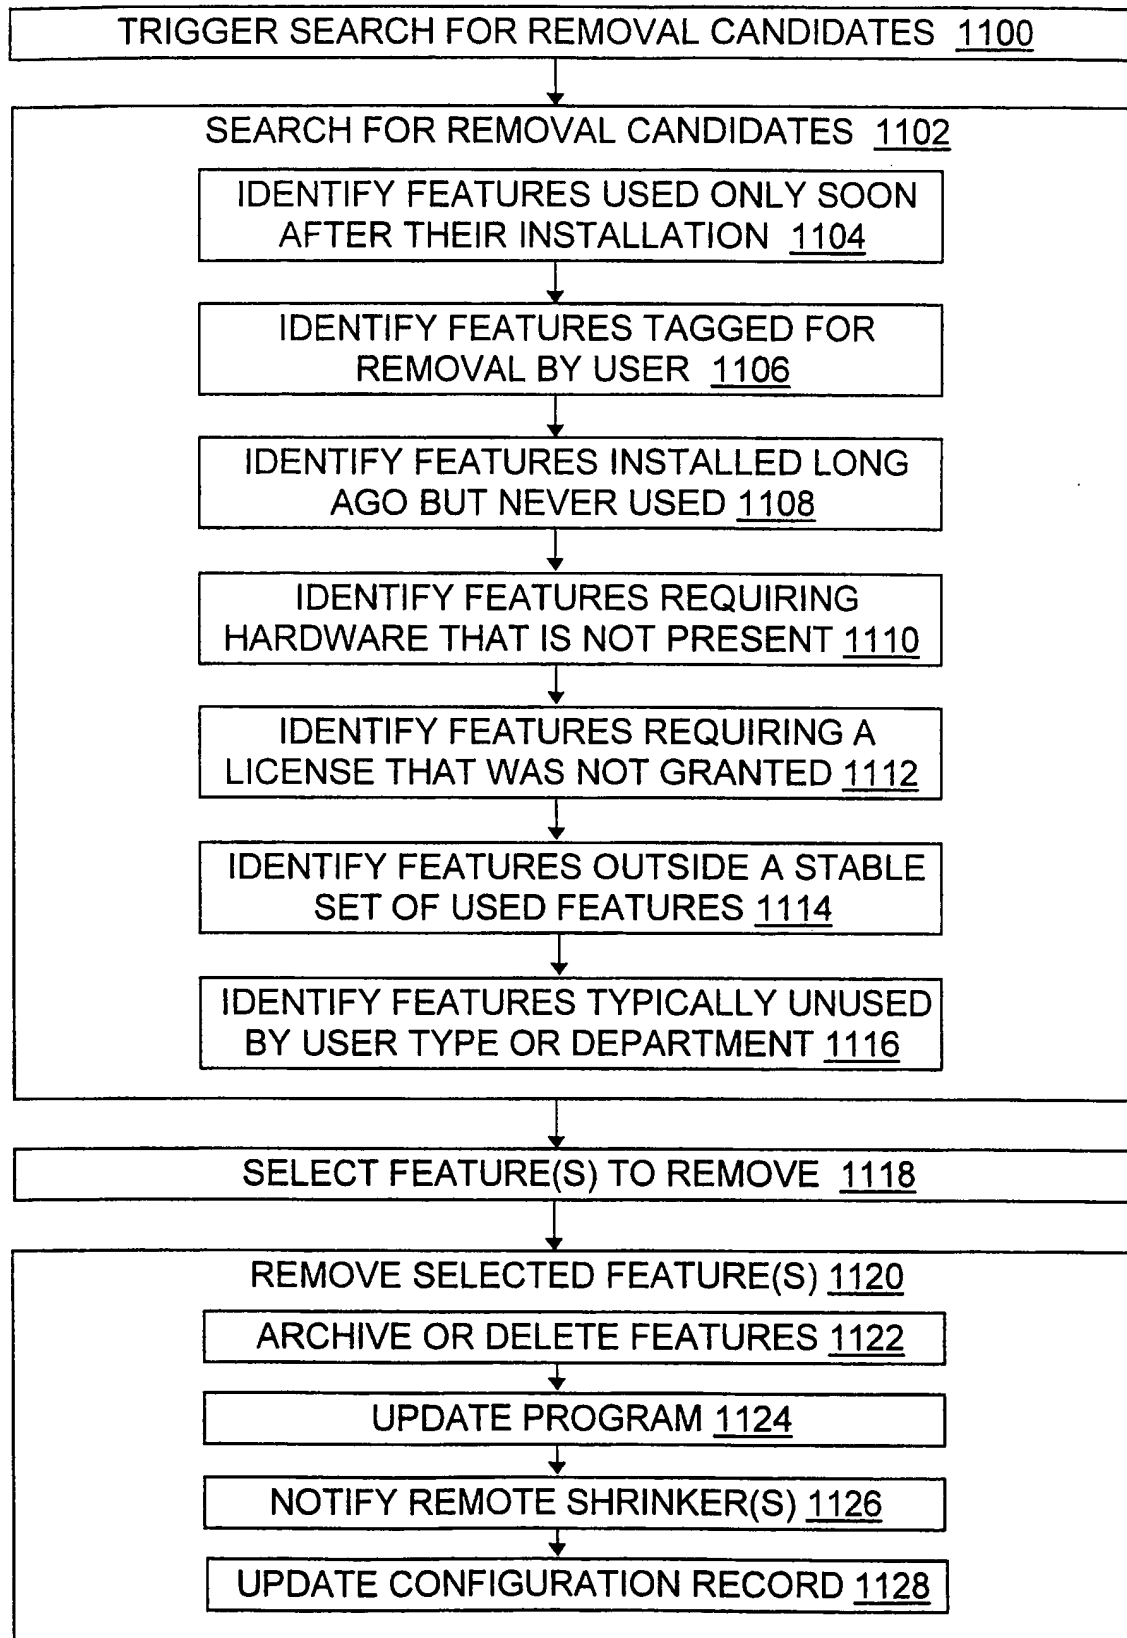 TRIGGER SEARCH FOR REMOVAL CANDIDATES 1100
SEARCH FOR REMOVAL CANDIDATES 1102
IDENTIFY FEATURES USED ONLY SOON
AFTER THEIR INSTALLATION 1104
IDENTIFY FEATURES TAGGED FOR
REMOVAL BY USER 1106
IDENTIFY FEATURES INSTALLED LONG
AGO BUT NEVER USED 1108
IDENTIFY FEATURES REQUIRING
HARDWARE THAT IS NOT PRESENT 1110
IDENTIFY FEATURES REQUIRING A
LICENSE THAT WAS NOT GRANTED 1112
IDENTIFY FEATURES OUTSIDE A STABLE
SET OF USED FEATURES 1114
IDENTIFY FEATURES TYPICALLY UNUSED
BY USER TYPE OR DEPARTMENT 1116
SELECT FEATURE(S) TO REMOVE 1118
REMOVE SELECTED FEATURE(S) 1120
ARCHIVE OR DELETE FEATURES 1122
UPDATE PROGRAM 1124
NOTIFY REMOTE SHRINKER(S) 1126
UPDATE CONFIGURATION RECORD 1128